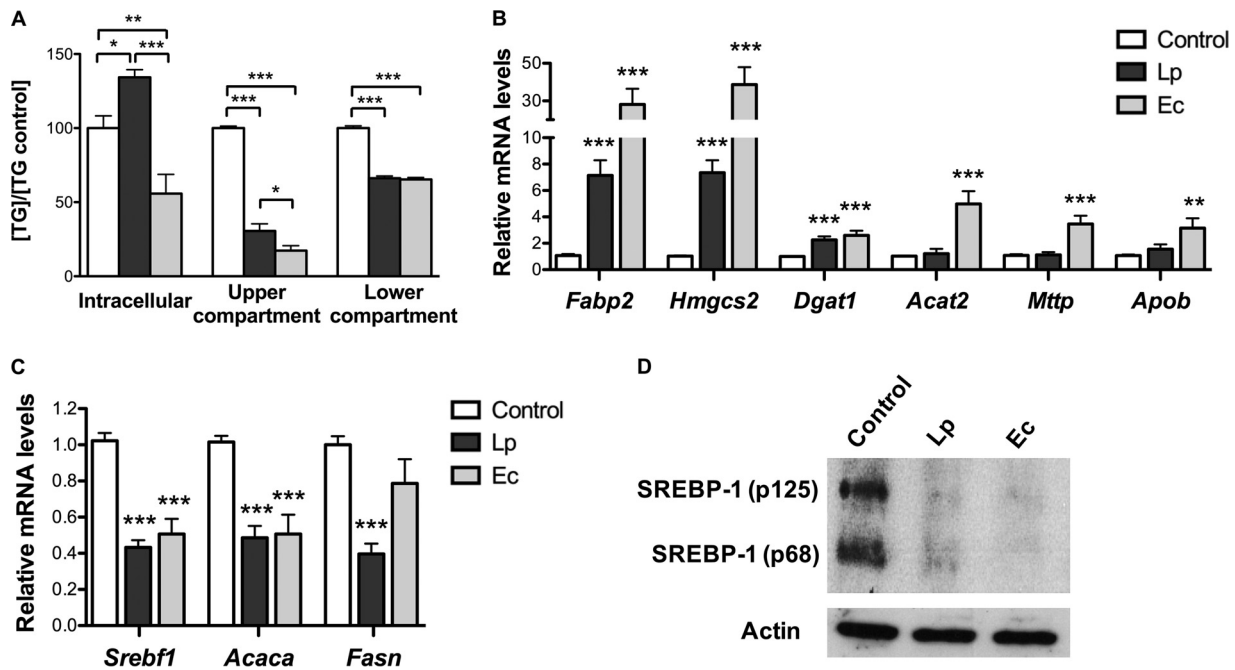 A
[TG]/[TG control]
150
100
50
0
**
*
***
***
***
*
***
***
Intracellular
Upper
compartment
Lower
compartment
B
Relative mRNA levels
50
30
8
6
4
2
0
***
***
***
***
***
***
***
***
**
Fabp2
Hmgcs2
Dgat1
Acat2
Mttp
Apob
Control
Lp
Ec
C
Relative mRNA levels
1.2
1.0
0.8
0.6
0.4
0.2
0.0
***
***
***
***
***
Srebf1
Acaca
Fasn
Control
Lp
Ec
D
Control
Lp
Ec
SREBP-1 (p125)
SREBP-1 (p68)
Actin